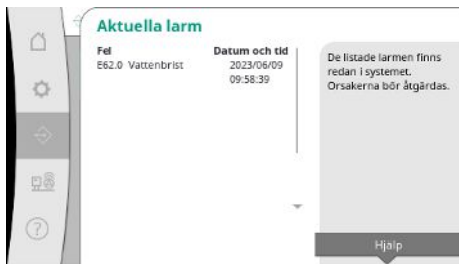 Aktuella larm
Fel Datum och tid
E62.0 Vattenbrist 2023/06/09
09:58:39
De listade larmen finns
redan i systemet.
Orsakerna bör åtgärdas.
Hjälp
?